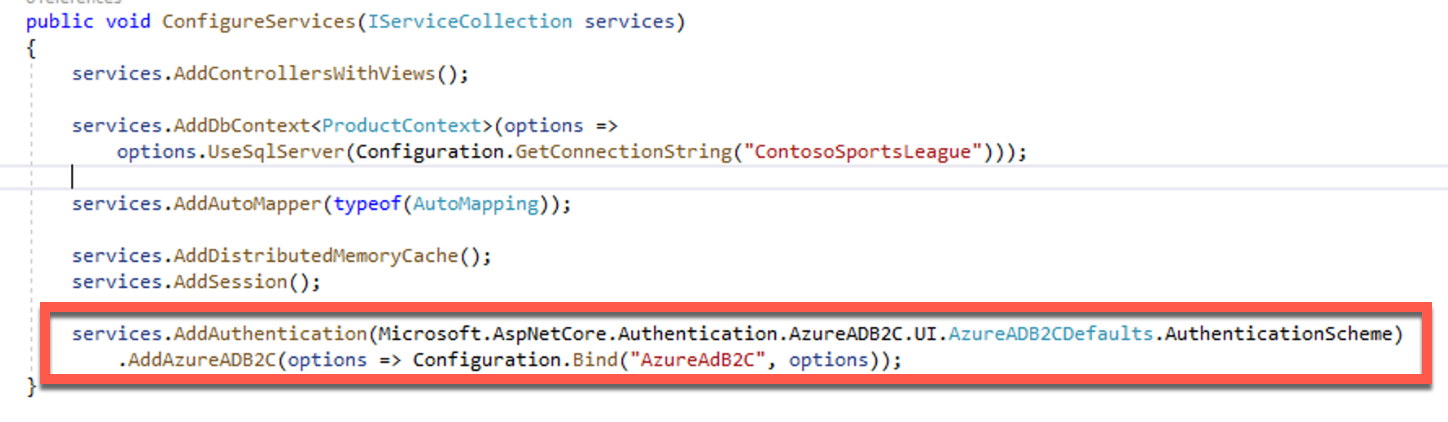 public void ConfigureServices(IServiceCollection services)
{
services.AddControllersWithViews();
services.AddDbContext<ProductContext>(options =>
options.UseSqlServer(Configuration.GetConnectionString("ContosoSportsLeague")));
services.AddAutoMapper(typeof(AutoMapping));
services.AddDistributedMemoryCache();
services.AddSession();
services.AddAuthentication(Microsoft.AspNetCore.Authentication.AzureADB2C.UI.AzureADB2CDefaults.AuthenticationScheme)
.AddAzureADB2C(options => Configuration.Bind("AzureAdB2C", options));
}